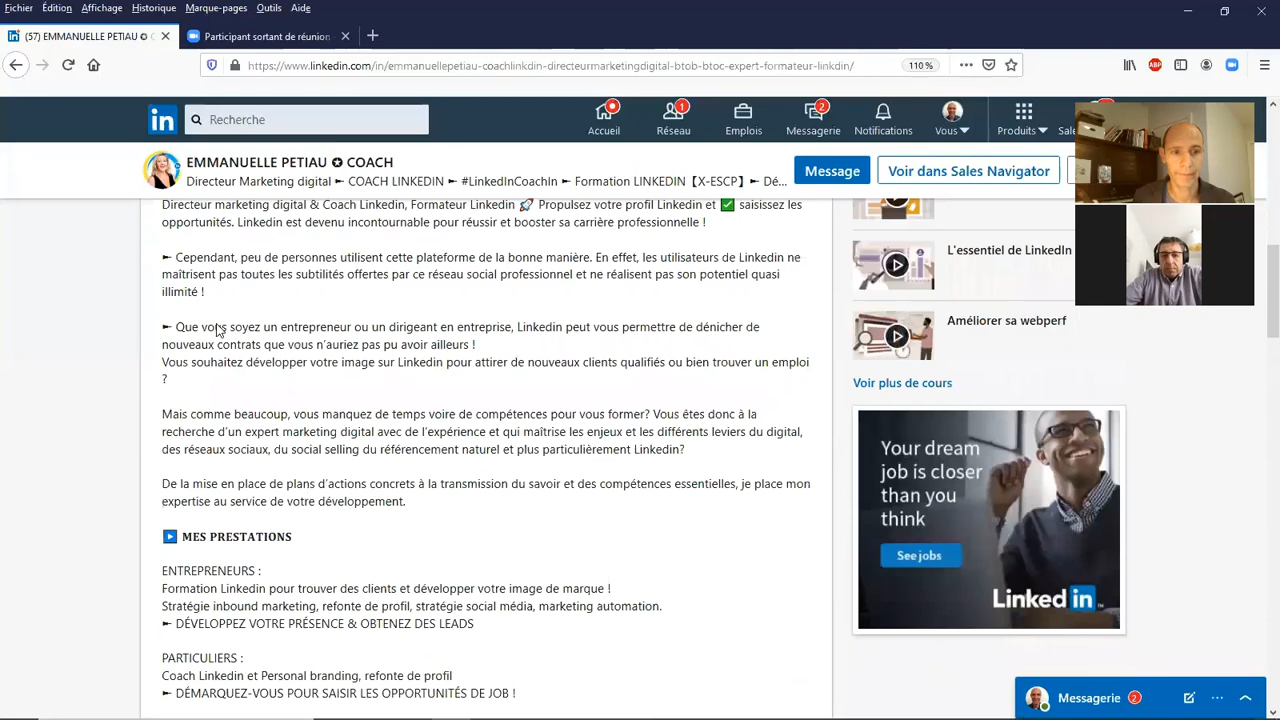 Fichier Édition Affichage Historique Marque-pages Outils Aide
(57) EMMANUELLE PETIAU ✪ C
Participant sortant de réunion
https://www.linkedin.com/in/emmanuellepetiau-coachlinkdin-directeurmarketingdigital-btob-btoc-expert-formateur-linkdin/
110 %
ABP
in
Recherche
Accueil
1
Réseau
Emplois
2
Messagerie
Notifications
Vous
Produits
Sale
EMMANUELLE PETIAU ✪ COACH
Directeur Marketing digital ► COACH LINKEDIN ► #LinkedInCoachIn ► Formation LINKEDIN【X-ESCP】► Dé...
Message
Voir dans Sales Navigator
Directeur marketing digital & Coach Linkedin, Formateur Linkedin 🚀 Propulsez votre profil Linkedin et ✅ saisissez les
opportunités. Linkedin est devenu incontournable pour réussir et booster sa carrière professionnelle !
► Cependant, peu de personnes utilisent cette plateforme de la bonne manière. En effet, les utilisateurs de Linkedin ne
maîtrisent pas toutes les subtilités offertes par ce réseau social professionnel et ne réalisent pas son potentiel quasi
illimité !
► Que vous soyez un entrepreneur ou un dirigeant en entreprise, Linkedin peut vous permettre de dénicher de
nouveaux contrats que vous n'auriez pas pu avoir ailleurs !
Vous souhaitez développer votre image sur Linkedin pour attirer de nouveaux clients qualifiés ou bien trouver un emploi
?
Mais comme beaucoup, vous manquez de temps voire de compétences pour vous former? Vous êtes donc à la
recherche d'un expert marketing digital avec de l'expérience et qui maîtrise les enjeux et les différents leviers du digital,
des réseaux sociaux, du social selling du référencement naturel et plus particulièrement Linkedin?
De la mise en place de plans d'actions concrets à la transmission du savoir et des compétences essentielles, je place mon
expertise au service de votre développement.
▶ MES PRESTATIONS
ENTREPRENEURS :
Formation Linkedin pour trouver des clients et développer votre image de marque !
Stratégie inbound marketing, refonte de profil, stratégie social média, marketing automation.
► DÉVELOPPEZ VOTRE PRÉSENCE & OBTENEZ DES LEADS
PARTICULIERS :
Coach Linkedin et Personal branding, refonte de profil
► DÉMARQUEZ-VOUS POUR SAISIR LES OPPORTUNITÉS DE JOB !
L'essentiel de LinkedIn
Améliorer sa webperf
Voir plus de cours
Your dream
job is closer
than you
think
See jobs
Linked in
Messagerie 2